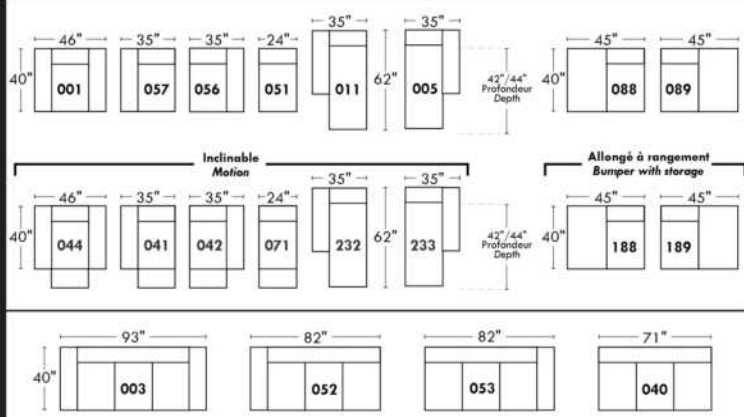 46" 35" 35" 24" 35" 35" 45" 45"
40" 001 057 056 051 011 62" 005 42"/44" Profondeur Depth 40" 088 089
Inclinable
Motion
Allongé à rangement
Bumper with storage
46" 35" 35" 24" 35" 35" 45" 45"
40" 044 041 042 071 232 62" 233 42"/44" Profondeur Depth 40" 188 189
93" 82" 82" 71"
40" 003 052 053 040